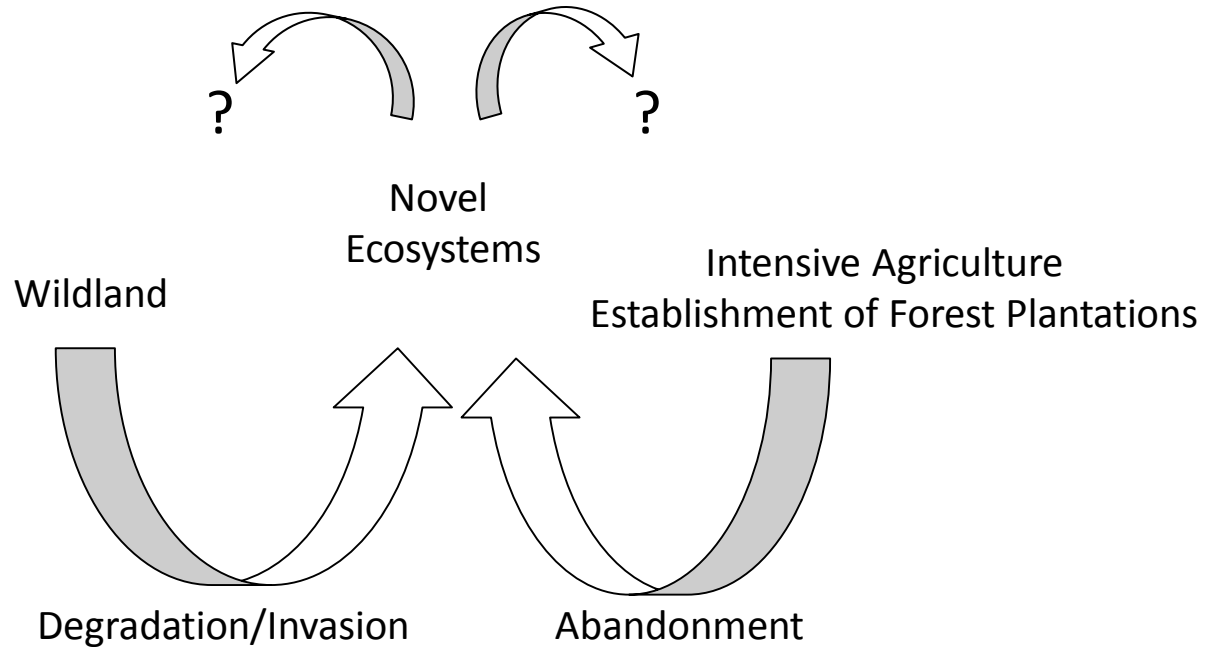 ?
?
Novel
Ecosystems
Wildland
Intensive Agriculture
Establishment of Forest Plantations
Degradation/Invasion
Abandonment